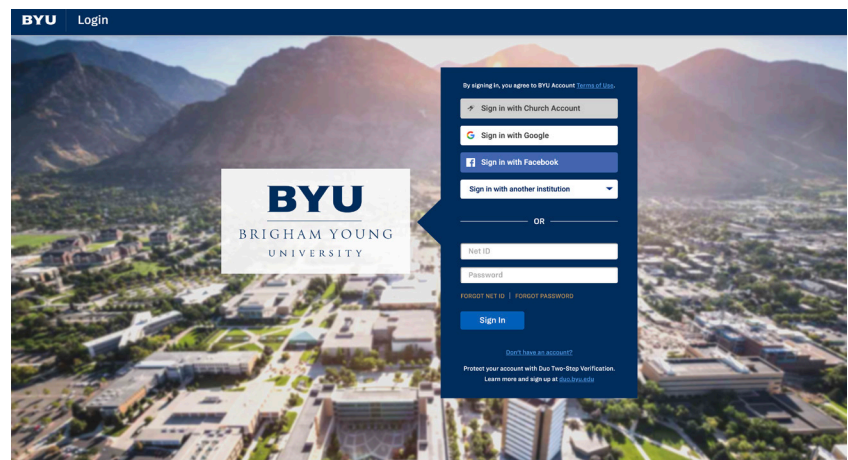 BYU Login
By signing in, you agree to BYU Account Terms of Use.
Sign in with Church Account
Sign in with Google
Sign in with Facebook
Sign in with another institution
BYU
BRIGHAM YOUNG
UNIVERSITY
OR
Net ID
Password
FORGOT NET ID | FORGOT PASSWORD
Sign In
Don't have an account?
Protect your account with Duo Two-Step Verification.
Learn more and sign up at duo.byu.edu